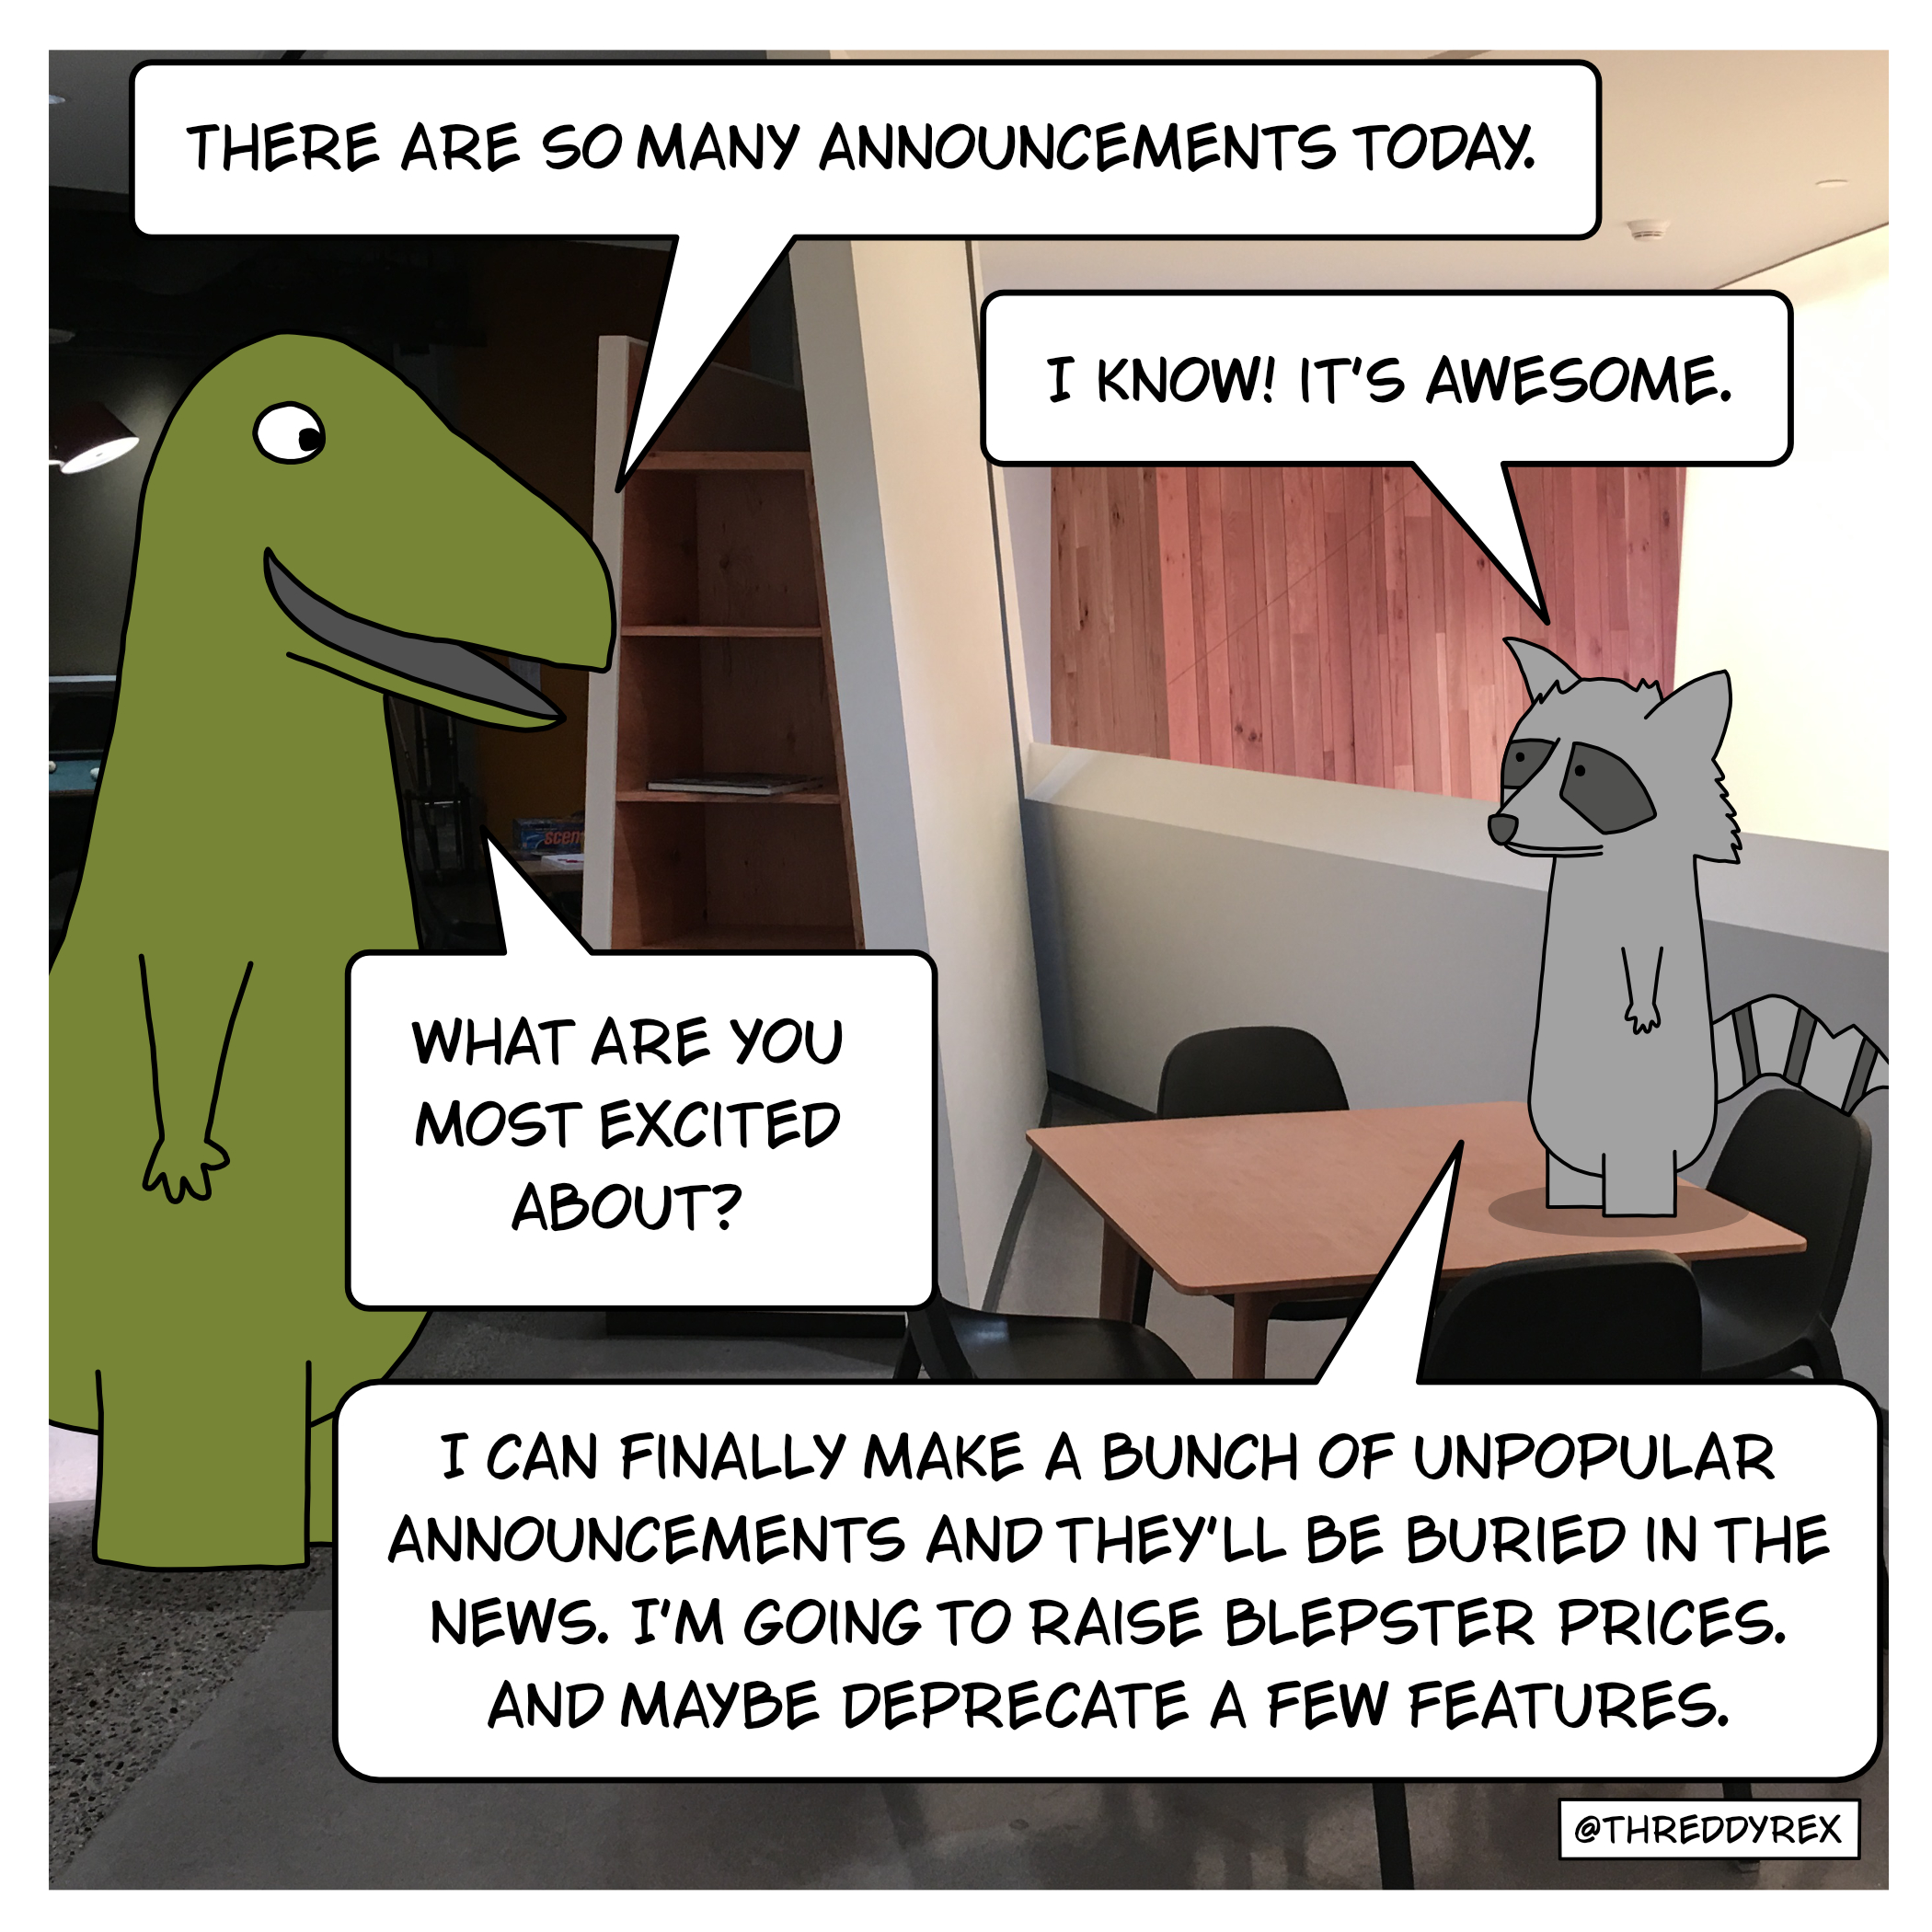 THERE ARE SO MANY ANNOUNCEMENTS TODAY.
I KNOW! IT'S AWESOME.
WHAT ARE YOU
MOST EXCITED
ABOUT?
I CAN FINALLY MAKE A BUNCH OF UNPOPULAR
ANNOUNCEMENTS AND THEY'LL BE BURIED IN THE
NEWS. I'M GOING TO RAISE BLEPSTER PRICES.
AND MAYBE DEPRECATE A FEW FEATURES.
@THREDDYREX